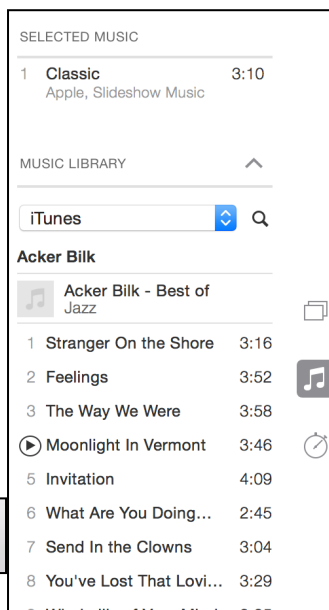 SELECTED MUSIC
1 Classic 3:10
Apple, Slideshow Music
MUSIC LIBRARY
iTunes
Acker Bilk
Acker Bilk - Best of
Jazz
1 Stranger On the Shore 3:16
2 Feelings 3:52
3 The Way We Were 3:58
Moonlight In Vermont 3:46
5 Invitation 4:09
6 What Are You Doing... 2:45
7 Send In the Clowns 3:04
8 You've Lost That Lovi... 3:29